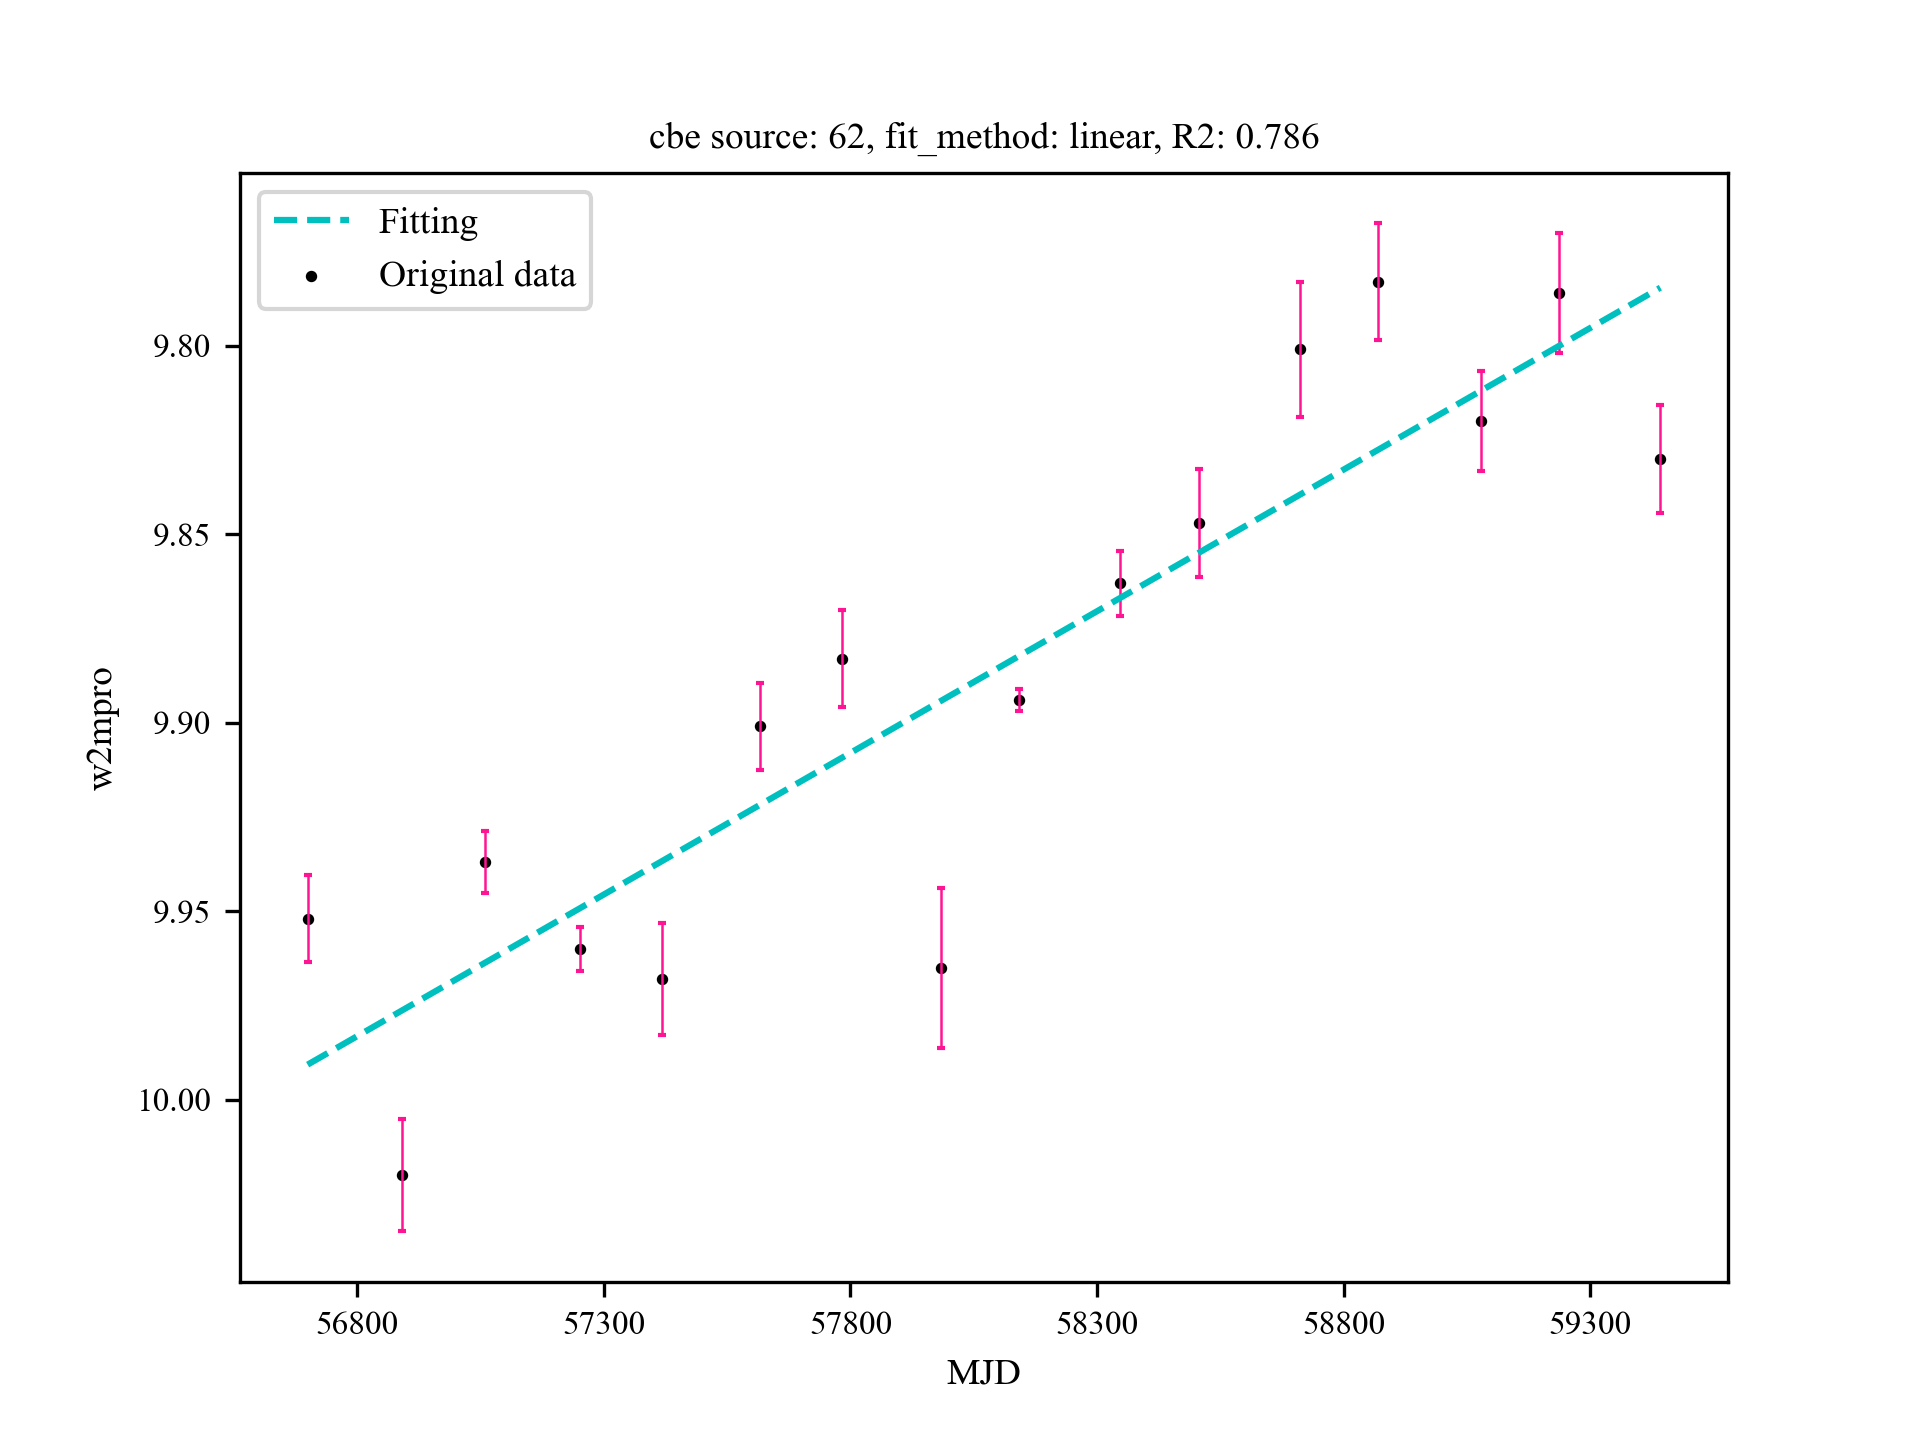 cbe source: 62, fit_method: linear, R2: 0.786
Fitting
Original data
9.80
9.85
9.90
9.95
10.00
w2mpro
56800 57300 57800 58300 58800 59300
MJD